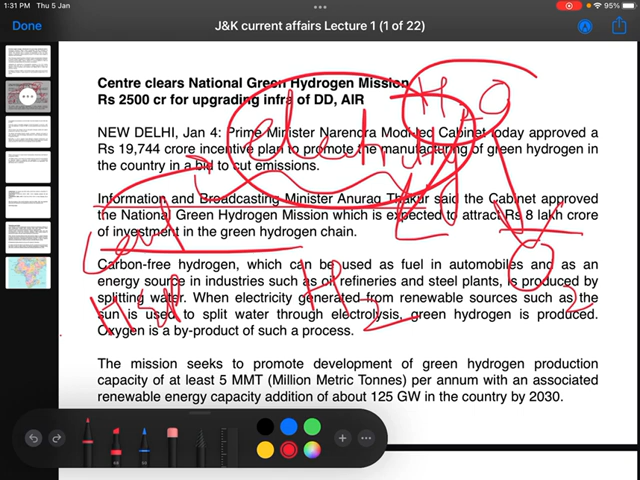 1:31 PM Thu 5 Jan
95%
Done
J&K current affairs Lecture 1 (1 of 22)
Centre clears National Green Hydrogen Mission
Rs 2500 cr for upgrading infra of DD, AIR
NEW DELHI, Jan 4: Prime Minister Narendra Modi-led Cabinet today approved a
Rs 19,744 crore incentive plan to promote the manufacturing of green hydrogen in
the country in a bid to cut emissions.
Information and Broadcasting Minister Anurag Thakur said the Cabinet approved
the National Green Hydrogen Mission which is expected to attract Rs 8 lakh crore
of investment in the green hydrogen chain.
Carbon-free hydrogen, which can be used as fuel in automobiles and as an
energy source in industries such as oil refineries and steel plants, is produced by
splitting water. When electricity generated from renewable sources such as the
sun is used to split water through electrolysis, green hydrogen is produced.
Oxygen is a by-product of such a process.
The mission seeks to promote development of green hydrogen production
capacity of at least 5 MMT (Million Metric Tonnes) per annum with an associated
renewable energy capacity addition of about 125 GW in the country by 2030.
electricity
H2O
H2
O2